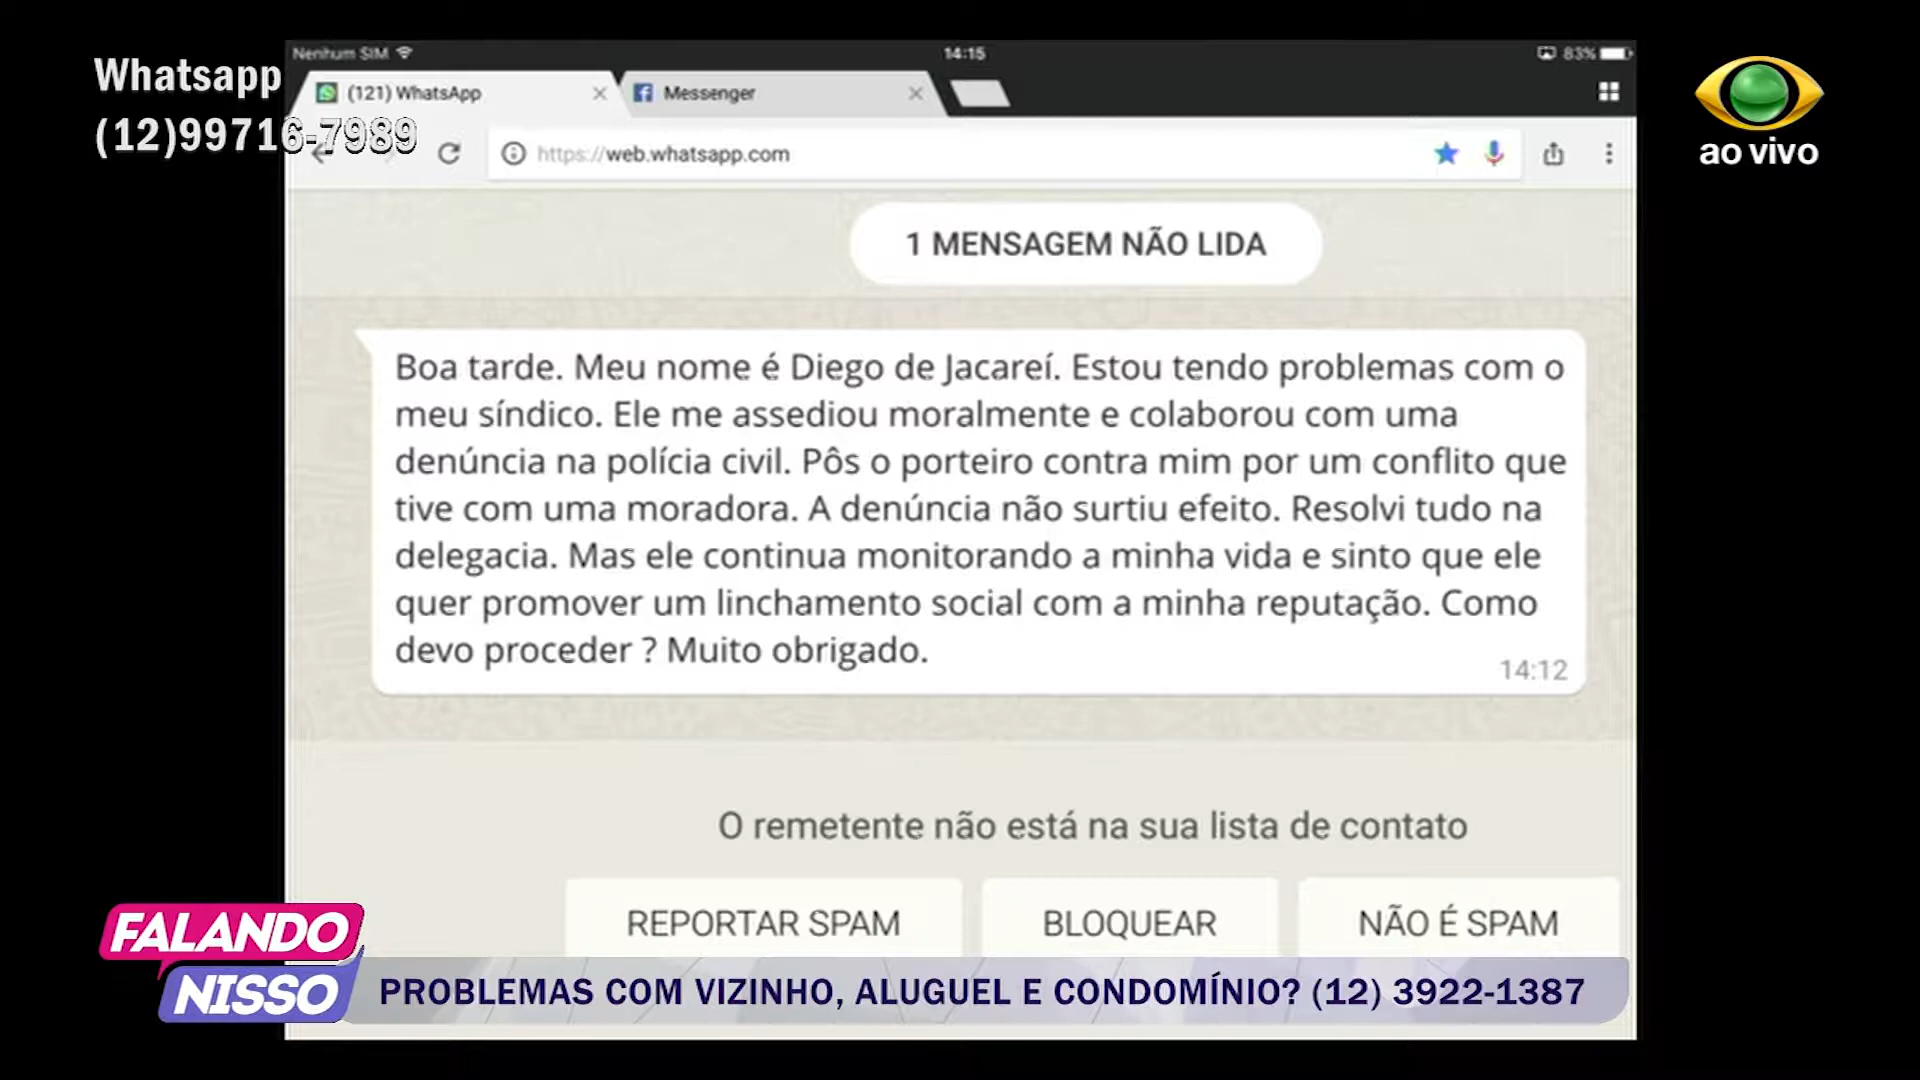 Whatsapp
(12)99716-7989
Nenhum SIM
14:15
83%
(121) WhatsApp
Messenger
https://web.whatsapp.com
ao vivo
1 MENSAGEM NÃO LIDA
Boa tarde. Meu nome é Diego de Jacareí. Estou tendo problemas com o
meu síndico. Ele me assediou moralmente e colaborou com uma
denúncia na polícia civil. Pôs o porteiro contra mim por um conflito que
tive com uma moradora. A denúncia não surtiu efeito. Resolvi tudo na
delegacia. Mas ele continua monitorando a minha vida e sinto que ele
quer promover um linchamento social com a minha reputação. Como
devo proceder ? Muito obrigado.
14:12
O remetente não está na sua lista de contato
REPORTAR SPAM
BLOQUEAR
NÃO É SPAM
FALANDO
NISSO
PROBLEMAS COM VIZINHO, ALUGUEL E CONDOMÍNIO? (12) 3922-1387